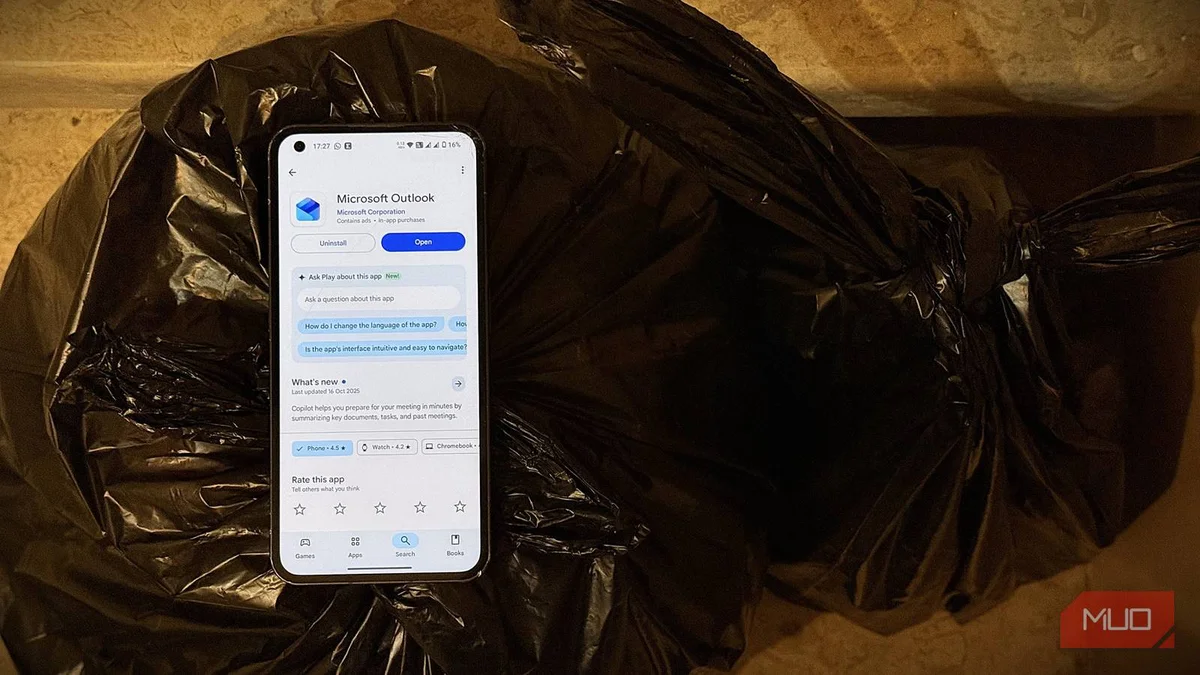 17:27
16%
Microsoft Outlook
Microsoft Corporation
Contains ads • In-app purchases
Uninstall
Open
Ask Play about this app New!
Ask a question about this app
How do I change the language of the app?
Is the app's interface intuitive and easy to navigate?
What's new •
Last updated 16 Oct 2025
Copilot helps you prepare for your meeting in minutes by
summarizing key documents, tasks, and past meetings.
Phone • 4.5 ★ Watch • 4.2 ★ Chromebook •
Rate this app
Tell others what you think
Games Apps Search Books
MUO